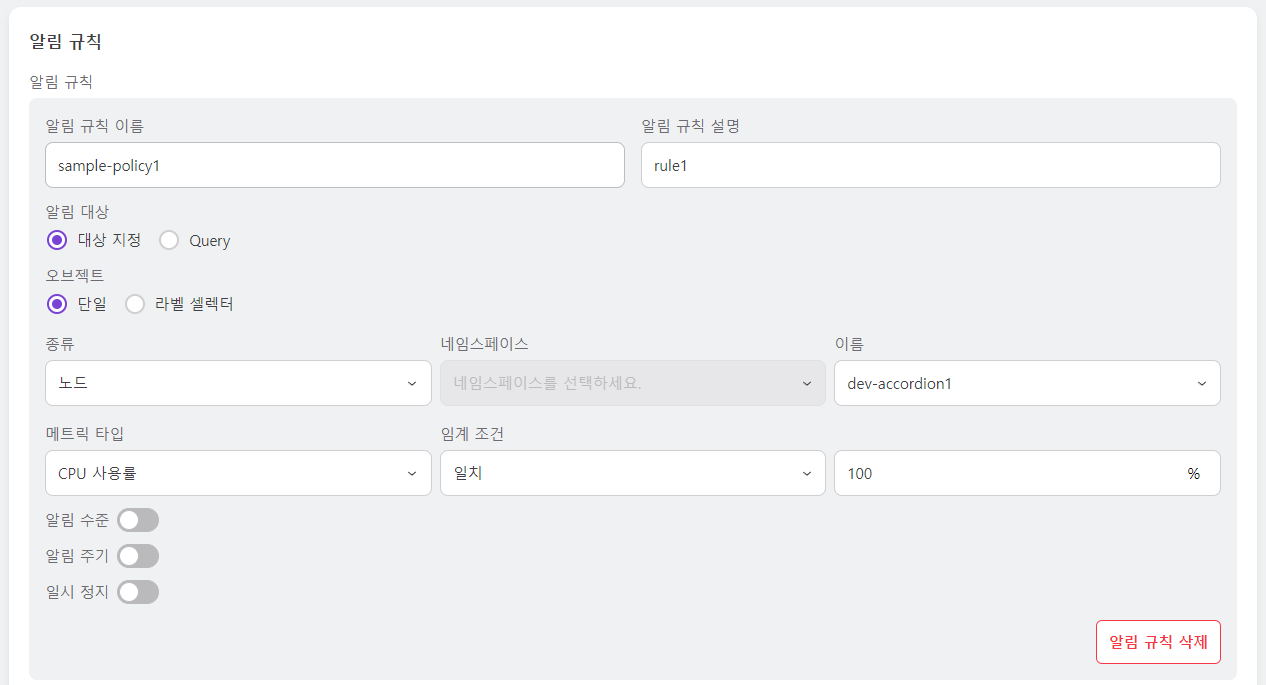 알림 규칙
알림 규칙
알림 규칙 이름
알림 규칙 설명
sample-policy1
rule1
알림 대상
대상 지정
Query
오브젝트
단일
라벨 셀렉터
종류
네임스페이스
이름
노드
네임스페이스를 선택하세요.
dev-accordion1
메트릭 타입
임계 조건
CPU 사용률
일치
100
%
알림 수준
알림 주기
일시 정지
알림 규칙 삭제